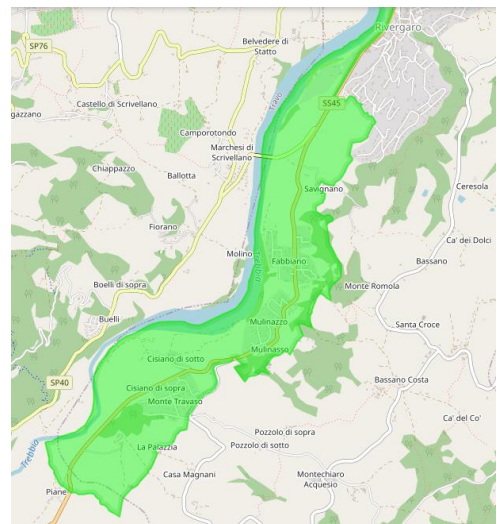 Rivergaro
SP76
Belvedere di
Statto
Travo
SS45
gazzano
Castello di Scrivellano
Camporotondo
Marchesi di
Scrivellano
Chiappazzo
Ballotta
Savignano
Ceresola
Fiorano
Ca' dei Dolci
Molino
Trebbio
Fabbiano
Bassano
Boelli di sopra
Monte Romola
Buelli
Mulinazzo
Santa Croce
Mulinasso
Cisiano di sotto
SP40
Cisiano di sopra
Bassano Costa
Monte Travaso
Ca' del Co'
Pozzolo di sopra
La Palazzia
Pozzolo di sotto
Trebbio
Casa Magnani
Montechiaro
Acquesio
Piane